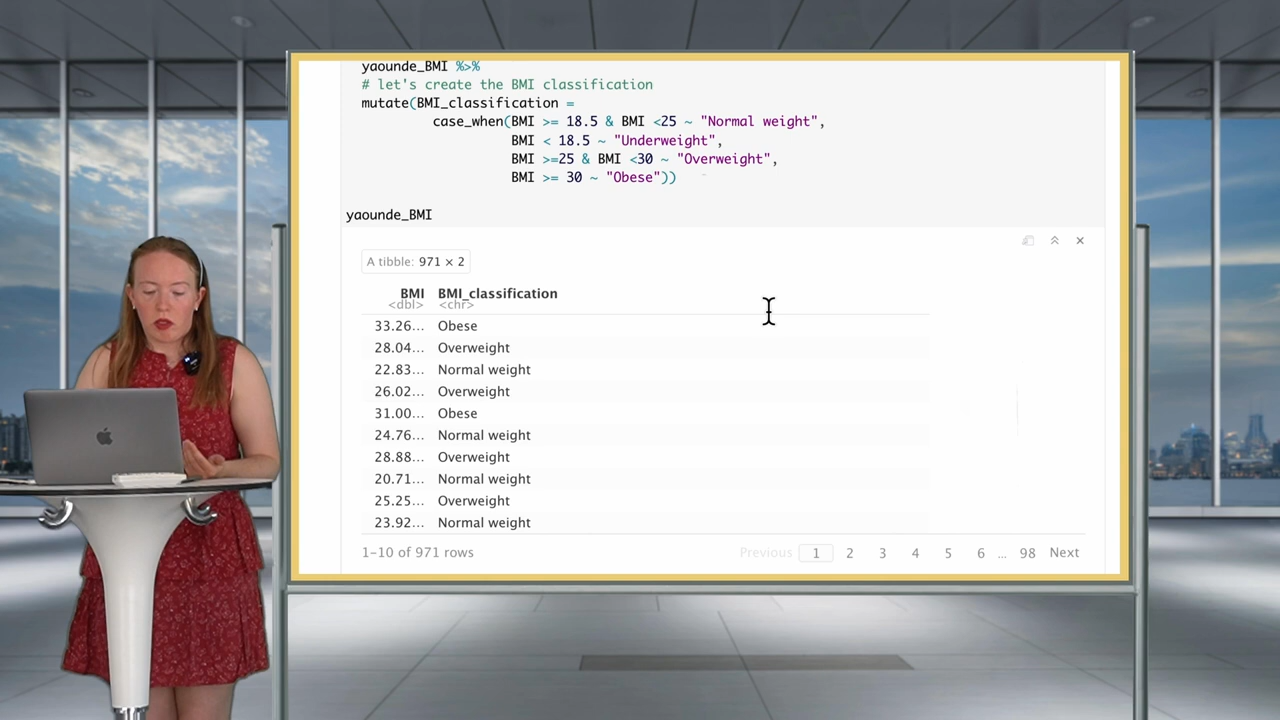 yaounde_BMI %>%
# let's create the BMI classification
mutate(BMI_classification =
case_when(BMI >= 18.5 & BMI <25 ~ "Normal weight",
BMI < 18.5 ~ "Underweight",
BMI >=25 & BMI <30 ~ "Overweight",
BMI >= 30 ~ "Obese"))
yaounde_BMI
A tibble: 971 × 2
BMI BMI_classification
<dbl> <chr>
33.26... Obese
28.04... Overweight
22.83... Normal weight
26.02... Overweight
31.00... Obese
24.76... Normal weight
28.88... Overweight
20.71... Normal weight
25.25... Overweight
23.92... Normal weight
1-10 of 971 rows Previous 1 2 3 4 5 6 ... 98 Next